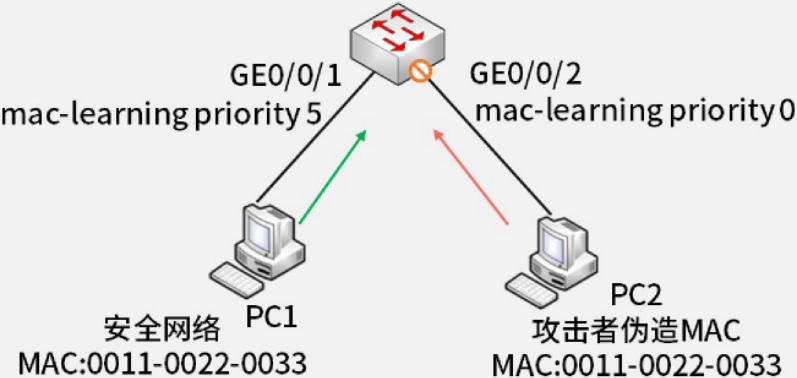 GE0/0/1
GE0/0/2
mac-learning priority 5
mac-learning priority 0
PC1
PC2
安全网络
攻击者伪造MAC
MAC:0011-0022-0033
MAC:0011-0022-0033